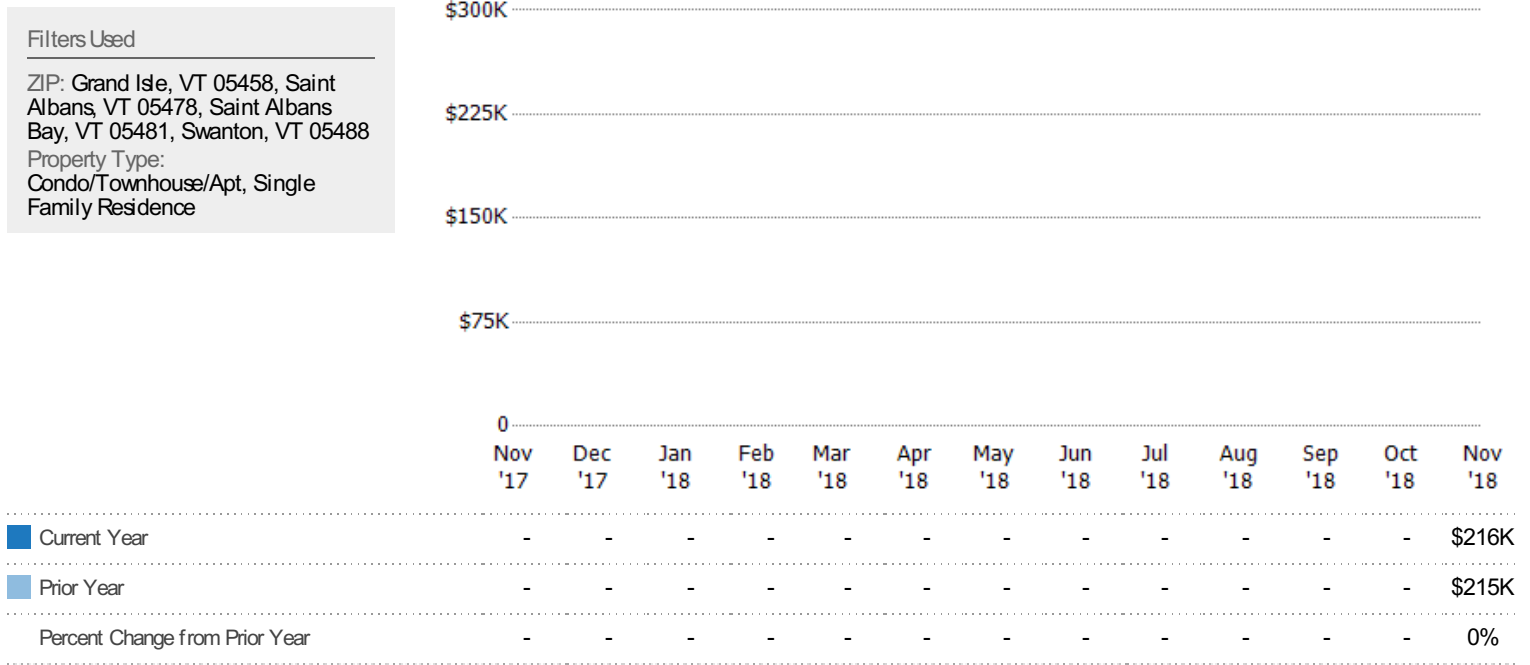 Filters Used
ZIP: Grand Isle, VT 05458, Saint
Albans, VT 05478, Saint Albans
Bay, VT 05481, Swanton, VT 05488
Property Type:
Condo/Townhouse/Apt, Single
Family Residence
$300K
$225K
$150K
$75K
0
Nov Dec Jan Feb Mar Apr May Jun Jul Aug Sep Oct Nov
'17 '17 '18 '18 '18 '18 '18 '18 '18 '18 '18 '18 '18
Current Year - - - - - - - - - - - - $216K
Prior Year - - - - - - - - - - - - $215K
Percent Change from Prior Year - - - - - - - - - - - - 0%